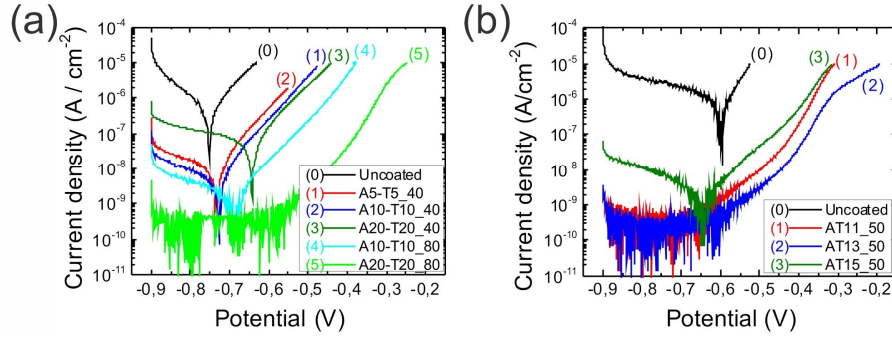 (a)
Current density (A / cm⁻²)
10⁻⁴
10⁻⁵
10⁻⁶
10⁻⁷
10⁻⁸
10⁻⁹
10⁻¹⁰
10⁻¹¹
(0)
(2)
(1)
(3)
(4)
(5)
(0) Uncoated
(1) A5-T5_40
(2) A10-T10_40
(3) A20-T20_40
(4) A10-T10_80
(5) A20-T20_80
-0,9 -0,8 -0,7 -0,6 -0,5 -0,4 -0,3 -0,2
Potential (V)
(b)
Current density (A/cm⁻²)
10⁻⁴
10⁻⁵
10⁻⁶
10⁻⁷
10⁻⁸
10⁻⁹
10⁻¹⁰
10⁻¹¹
(0)
(3)
(1)
(2)
(0) Uncoated
(1) AT11_50
(2) AT13_50
(3) AT15_50
-0,9 -0,8 -0,7 -0,6 -0,5 -0,4 -0,3 -0,2
Potential (V)